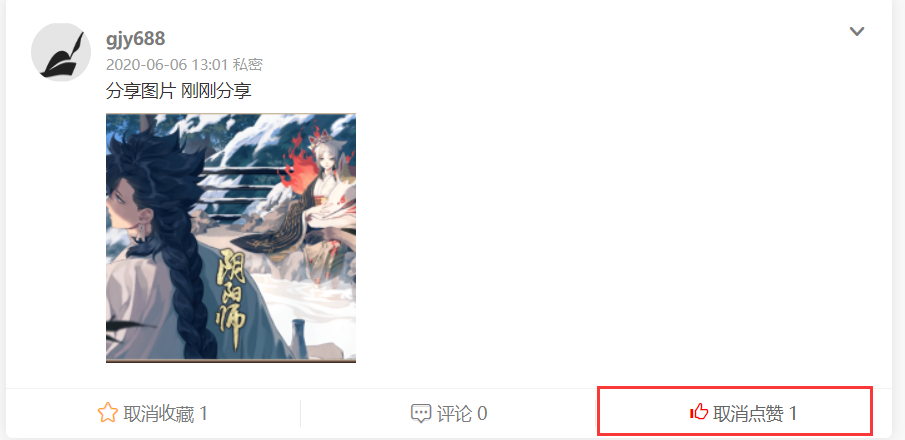 gjy688
2020-06-06 13:01 私密
分享图片 刚刚分享
阴阳师
取消收藏 1
评论 0
取消点赞 1